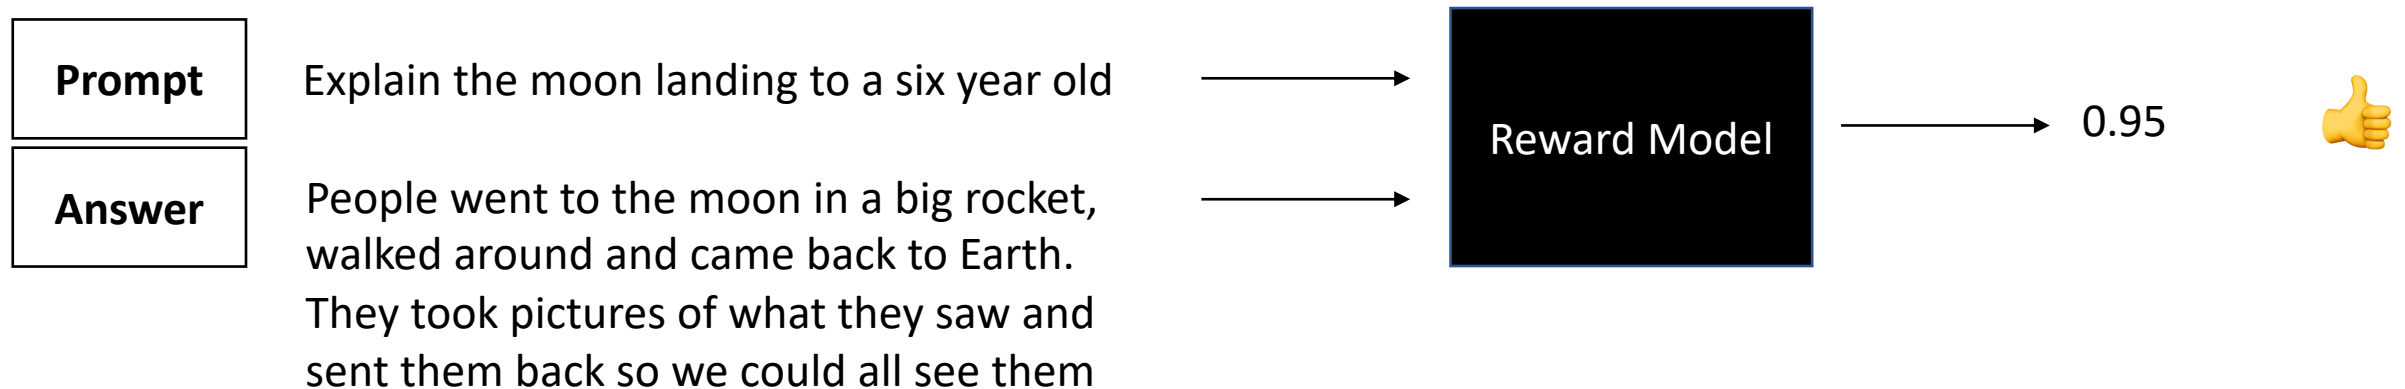 Prompt
Explain the moon landing to a six year old
Answer
People went to the moon in a big rocket,
walked around and came back to Earth.
They took pictures of what they saw and
sent them back so we could all see them
Reward Model
0.95